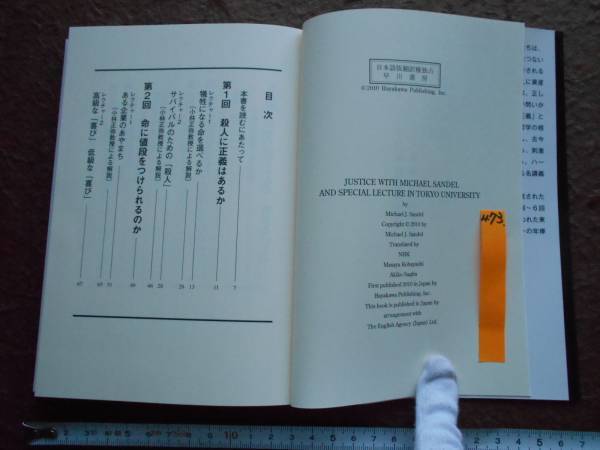 日本語版翻訳権独占
早川書房
©2010 Hayakawa Publishing, Inc.
JUSTICE WITH MICHAEL SANDEL
AND SPECIAL LECTURE IN TOKYO UNIVERSITY
by
Michael J. Sandel
Copyright © 2010 by
Michael J. Sandel
Translated by
NHK
Masaya Kobayashi
Akiko Sugita
First published 2010 in Japan by
Hayakawa Publishing, Inc.
This book is published in Japan by
arrangement with
The English Agency (Japan) Ltd.
473
目次
本書を読むにあたって 7
第1回 殺人に正義はあるか 11
レクチャー1
犠牲になる命を選べるか 13
[小林正弥教授による解説] 26
レクチャー2
サバイバルのための「殺人」 29
[小林正弥教授による解説] 46
第2回 命に値段をつけられるのか 49
レクチャー1
ある企業のあやまち 51
[小林正弥教授による解説] 65
レクチャー2
高級な「喜び」 低級な「喜び」 67